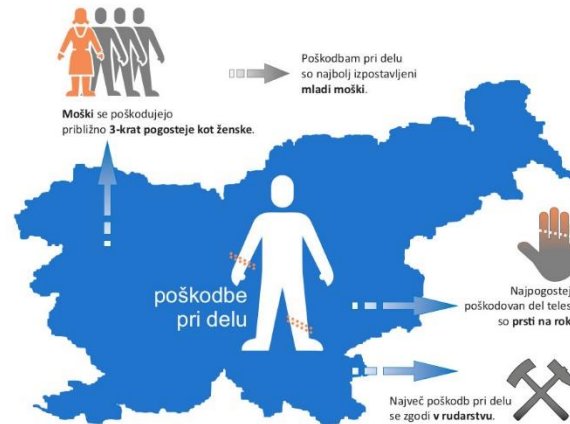 Poškodbam pri delu
so najbolj izpostavljeni
mladi moški.
Moški se poškodujejo
približno 3-krat pogosteje kot ženske.
poškodbe
pri delu
Najpogostej
poškodovan del teles
so prsti na rok
Največ poškodb pri delu
se zgodi v rudarstvu.